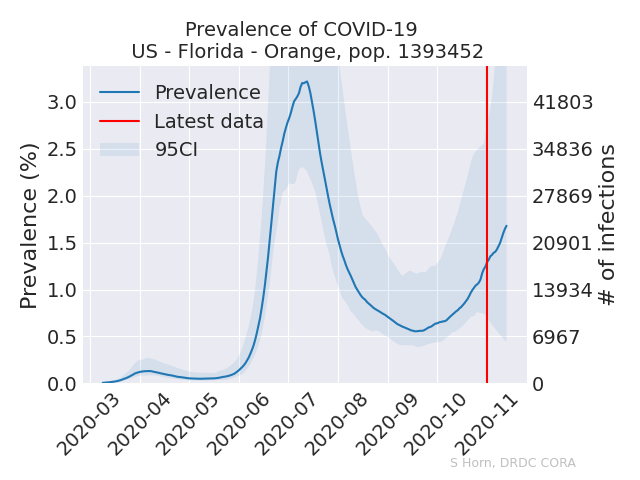 Prevalence of COVID-19
US - Florida - Orange, pop. 1393452
Prevalence
Latest data
95CI
Prevalence (%)
3.0
2.5
2.0
1.5
1.0
0.5
0.0
41803
34836
27869
20901
13934
6967
0
# of infections
2020-03
2020-04
2020-05
2020-06
2020-07
2020-08
2020-09
2020-10
2020-11
S Horn, DRDC CORA